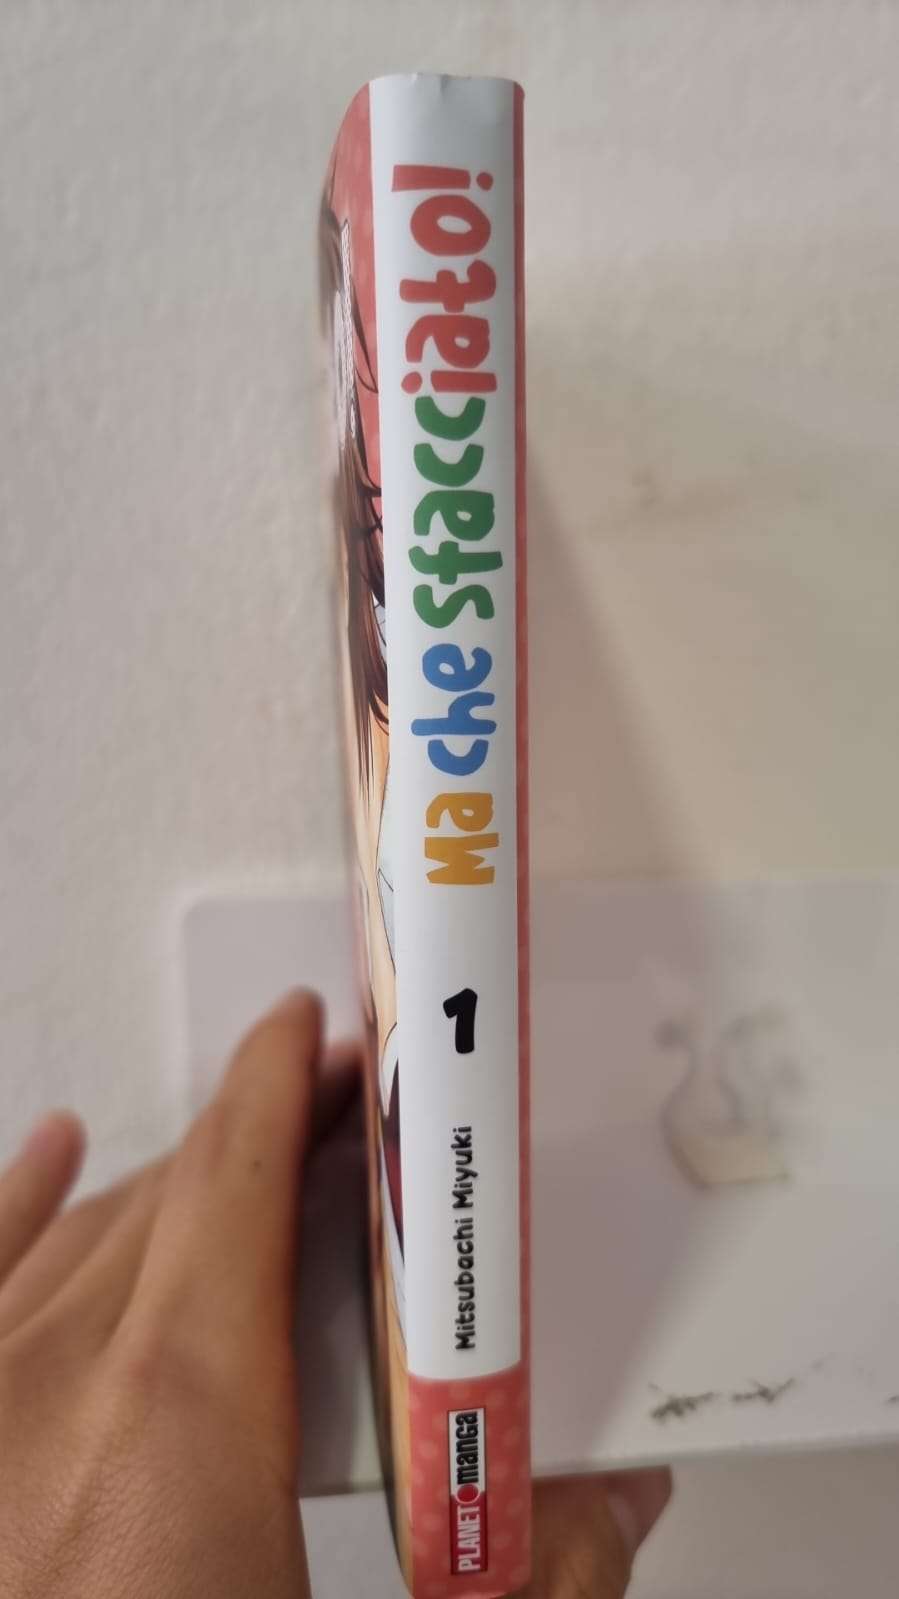 Ma che sfacciato!
1
Mitsubachi Miyuki
PLANET manga